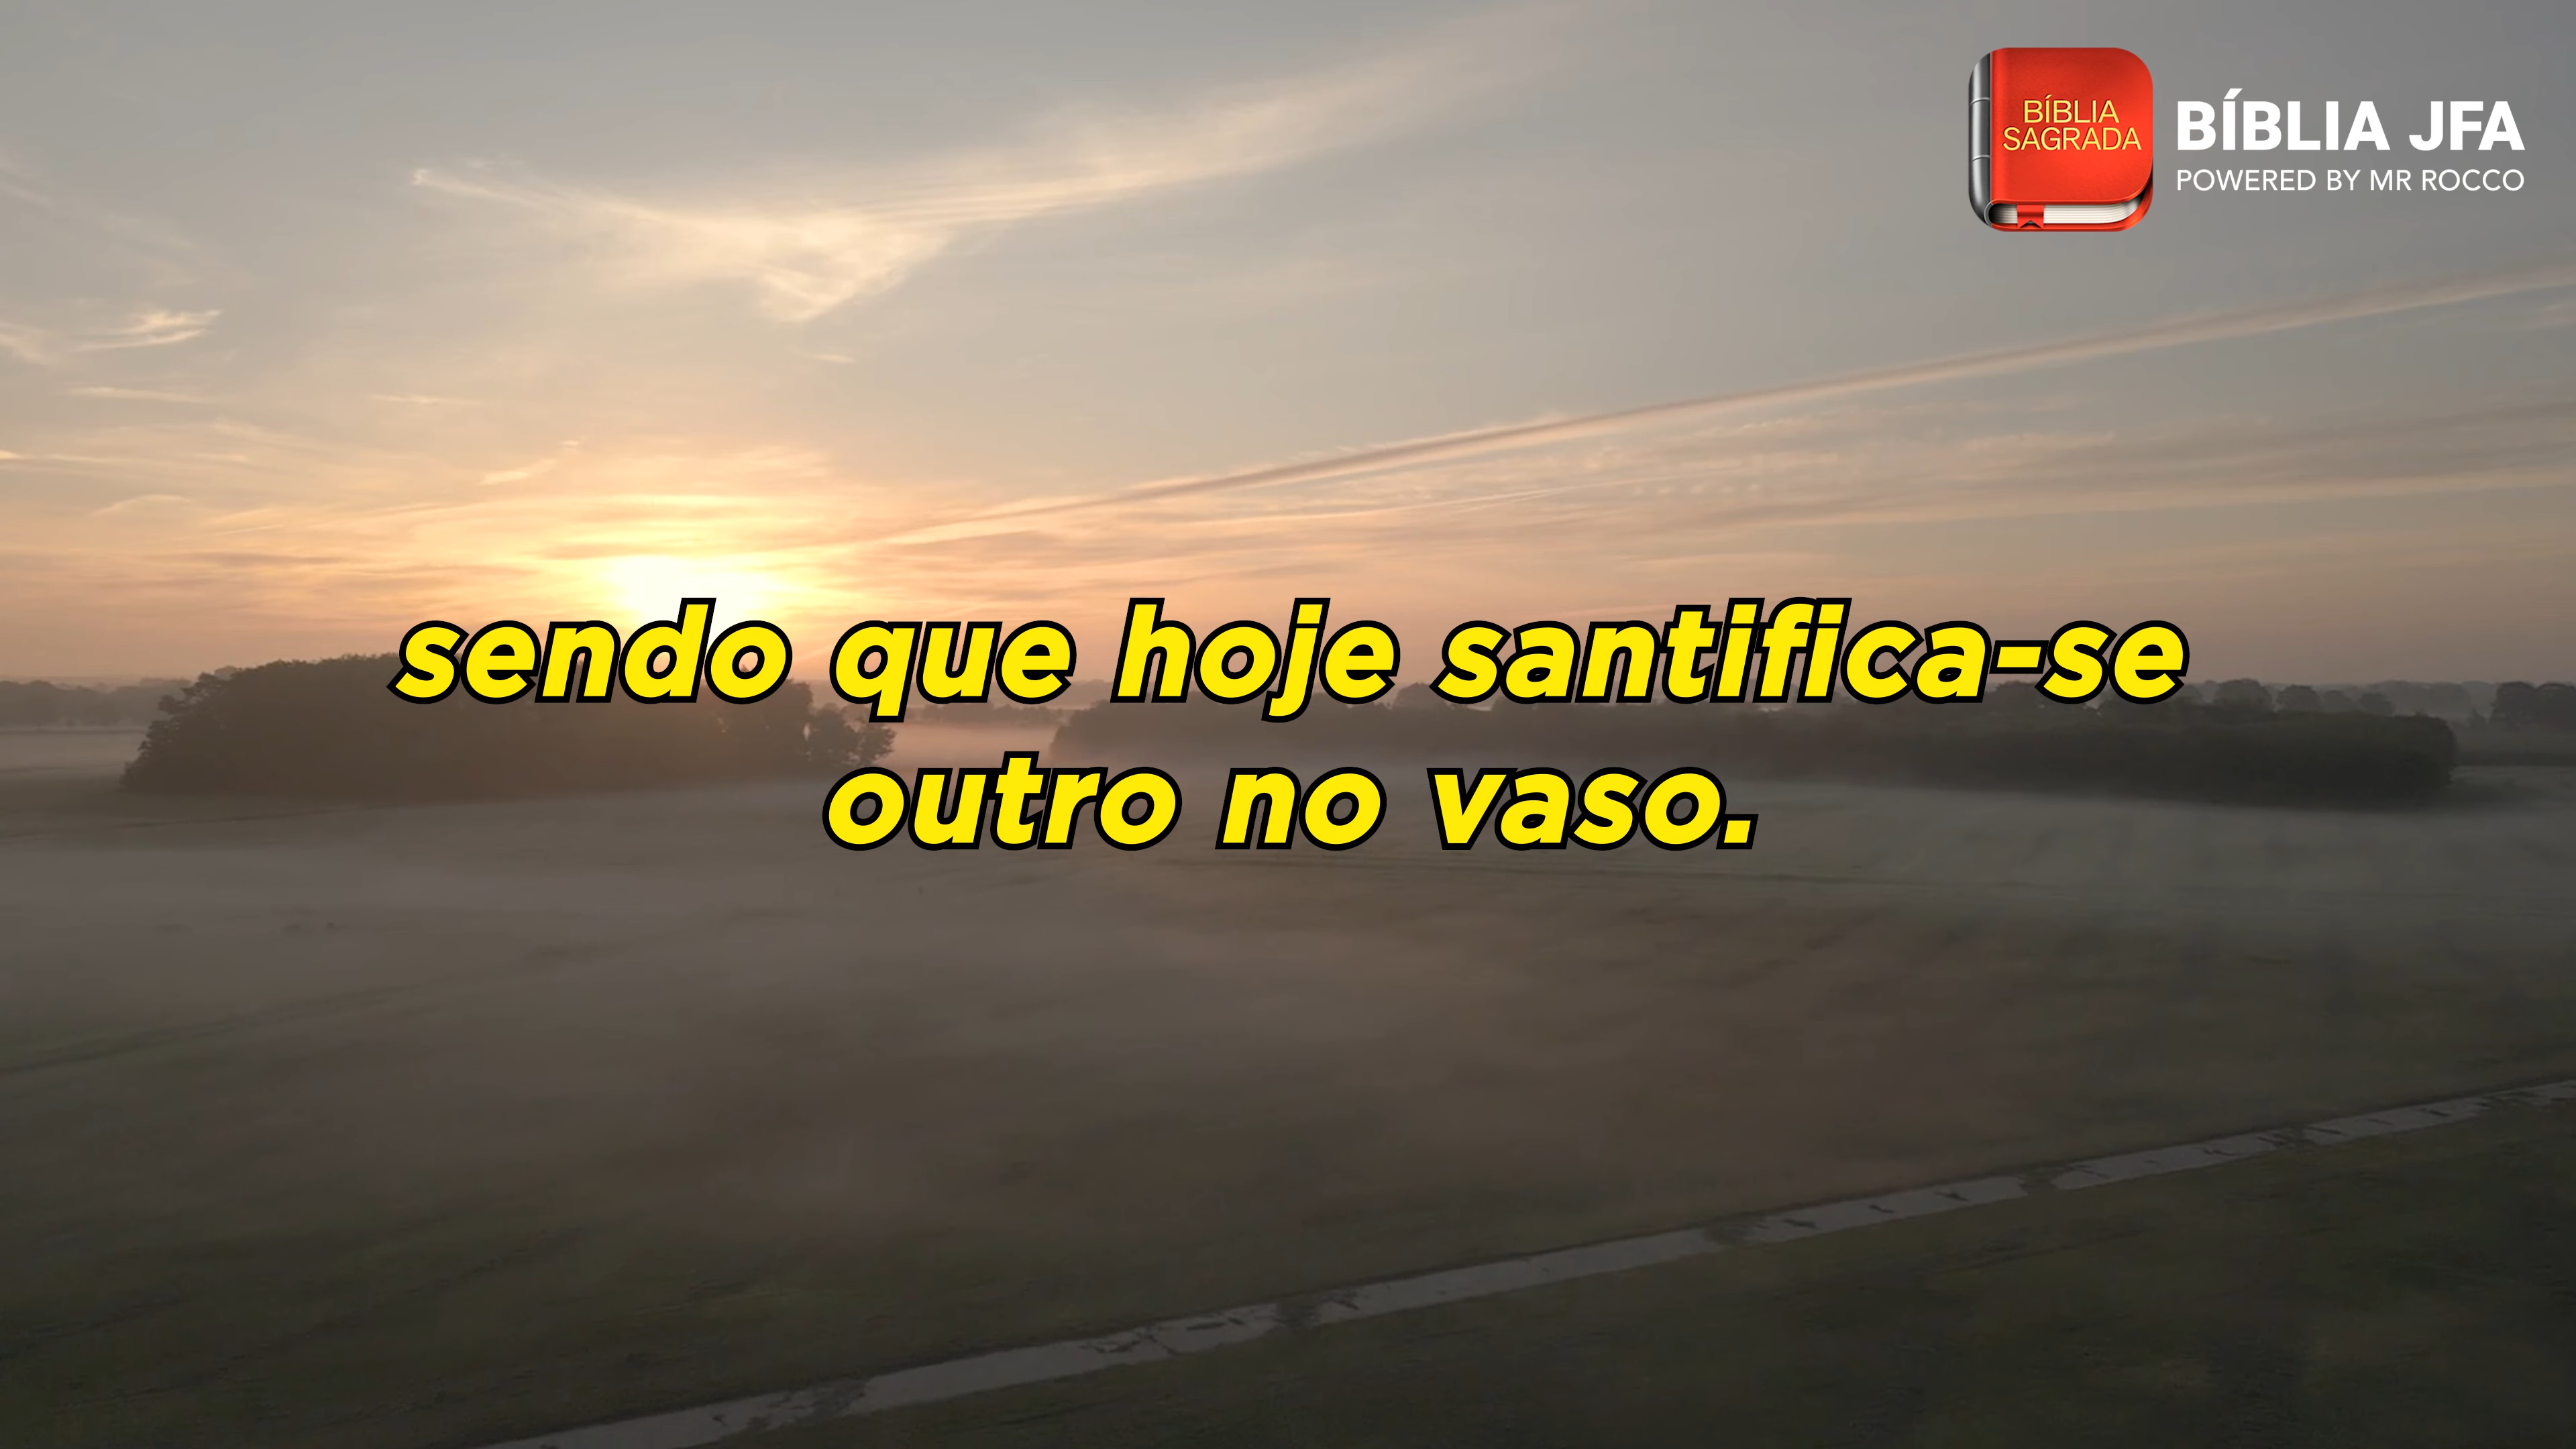 BÍBLIA
SAGRADA
BÍBLIA JFA
POWERED BY MR ROCCO
sendo que hoje santifica-se
outro no vaso.